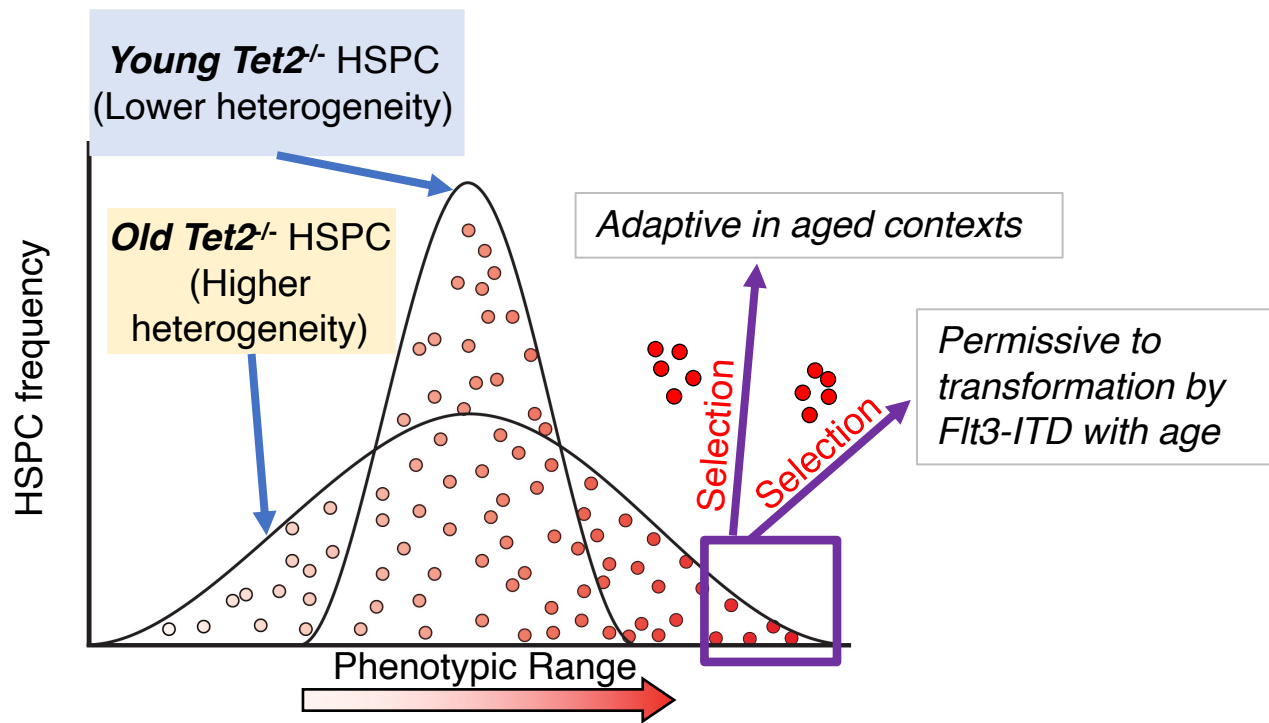 Young Tet2-/- HSPC
(Lower heterogeneity)
Old Tet2-/- HSPC
(Higher
heterogeneity)
Adaptive in aged contexts
Permissive to
transformation by
Flt3-ITD with age
Selection
Selection
HSPC frequency
Phenotypic Range